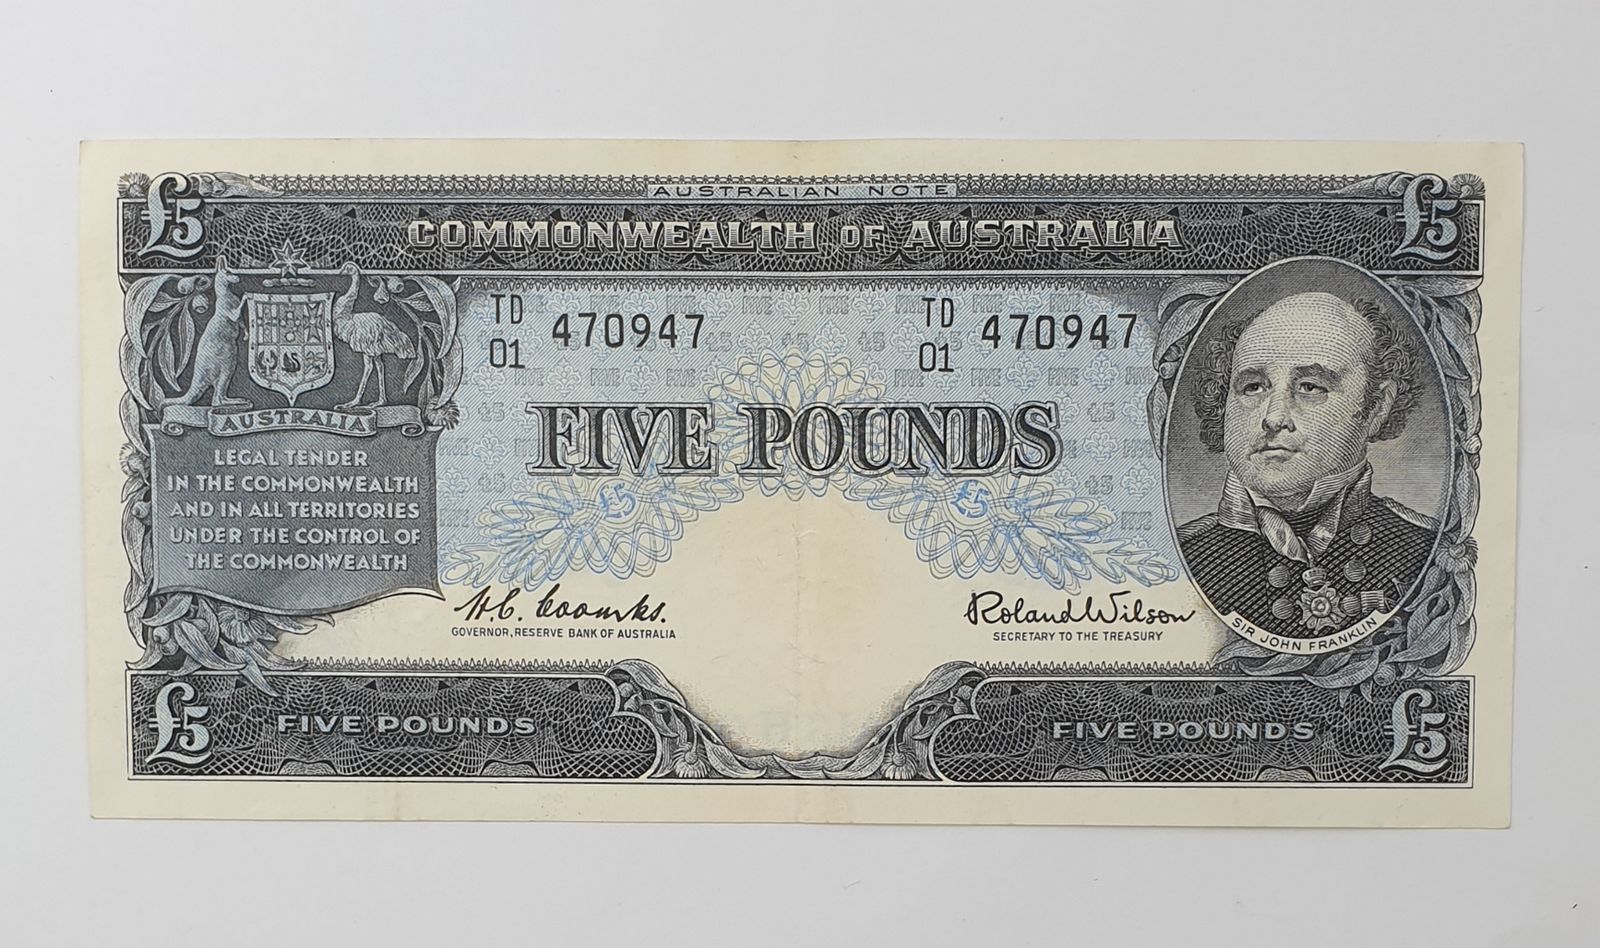 AUSTRALIAN NOTE
£5 COMMONWEALTH OF AUSTRALIA £5
TD 01 470947
TD 01 470947
FIVE POUNDS
£5 £5
AUSTRALIA
LEGAL TENDER
IN THE COMMONWEALTH
AND IN ALL TERRITORIES
UNDER THE CONTROL OF
THE COMMONWEALTH
H.C. Coombs.
GOVERNOR, RESERVE BANK OF AUSTRALIA
Roland Wilson
SECRETARY TO THE TREASURY
SIR JOHN FRANKLIN
£5 FIVE POUNDS
FIVE POUNDS £5